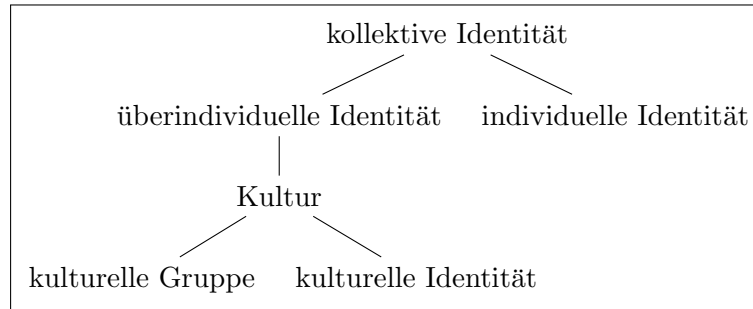 kollektive Identität
überindividuelle Identität individuelle Identität
Kultur
kulturelle Gruppe kulturelle Identität